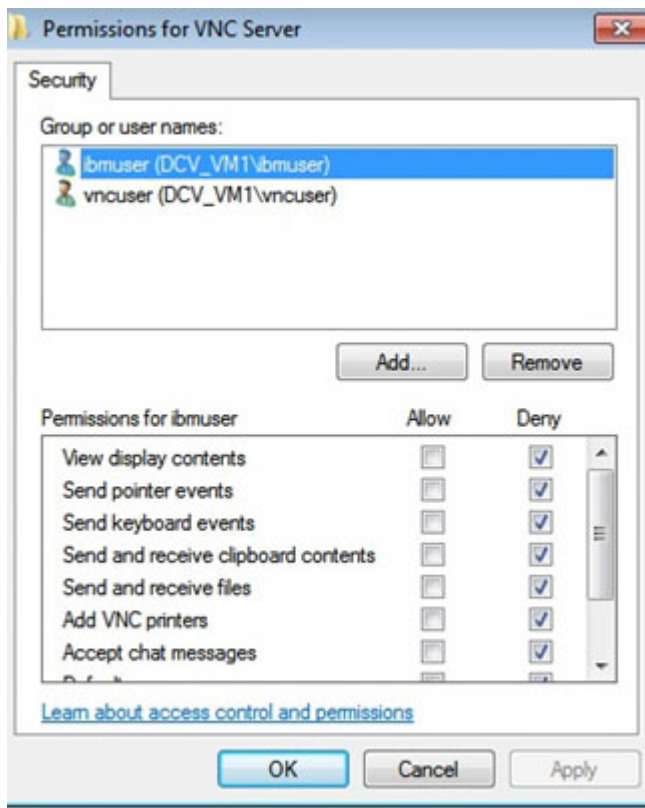 Permissions for VNC Server
Security
Group or user names:
ibmuser (DCV_VM1\ibmuser)
vncuser (DCV_VM1\vncuser)
Add... Remove
Permissions for ibmuser Allow Deny
View display contents
Send pointer events
Send keyboard events
Send and receive clipboard contents
Send and receive files
Add VNC printers
Accept chat messages
Learn about access control and permissions
OK Cancel Apply